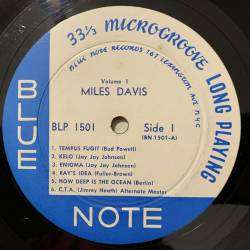 33⅓ MICROGROOVE LONG PLAYING
BLUE NOTE RECORDS 767 LEXINGTON AVE N.Y.C
Volume 1
MILES DAVIS
BLP 1501 Side 1
(BN 1501-A)
1. TEMPUS FUGIT (Bud Powell)
2. KELO (Jay Jay Johnson)
3. ENIGMA (Jay Jay Johnson)
4. RAY'S IDEA (Fuller-Brown)
5. HOW DEEP IS THE OCEAN (Berlin)
6. C.T.A. (Jimmy Heath) Alternate Master
BLUE
NOTE